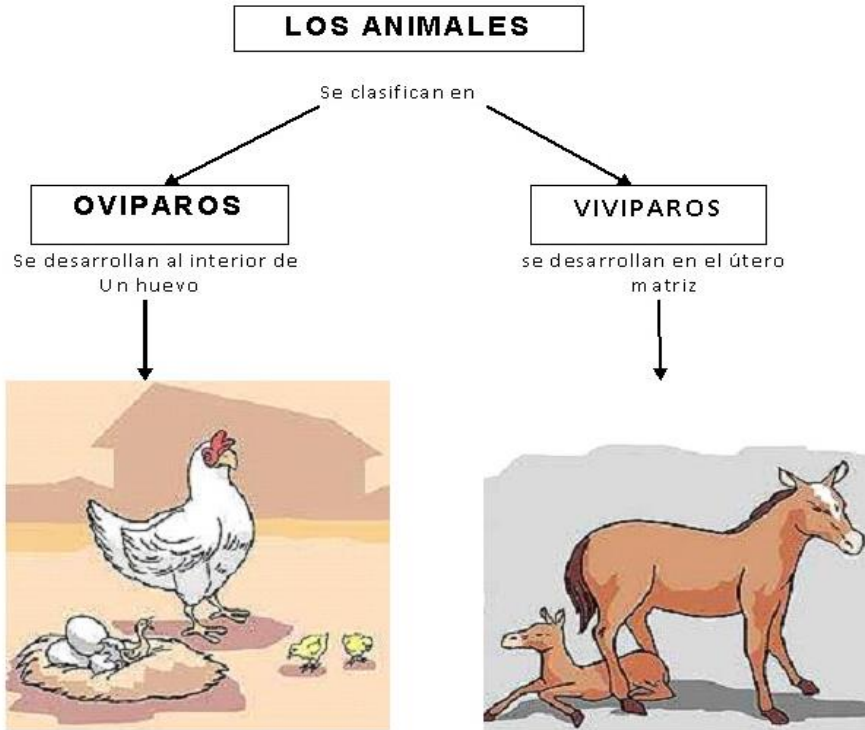 LOS ANIMALES
Se clasifican en
OVIPAROS
Se desarrollan al interior de
Un huevo
VIVIPAROS
se desarrollan en el útero
matriz